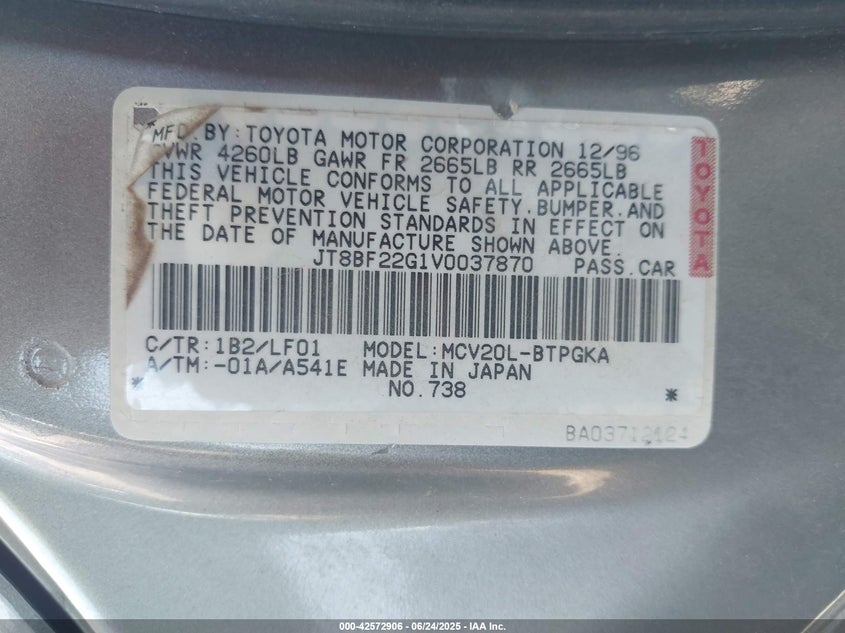 MFD.BY:TOYOTA MOTOR CORPORATION 12/96
GVWR 4260LB GAWR FR 2665LB RR 2665LB
THIS VEHICLE CONFORMS TO ALL APPLICABLE
FEDERAL MOTOR VEHICLE SAFETY,BUMPER,AND
THEFT PREVENTION STANDARDS IN EFFECT ON
THE DATE OF MANUFACTURE SHOWN ABOVE.
JT8BF22G1V0037870 PASS.CAR
TOYOTA
C/TR:1B2/LF01 MODEL:MCV20L-BTPGKA
A/TM:-01A/A541E MADE IN JAPAN
NO.738
* *
000-42572906 | 06/24/2025 - IAA Inc.